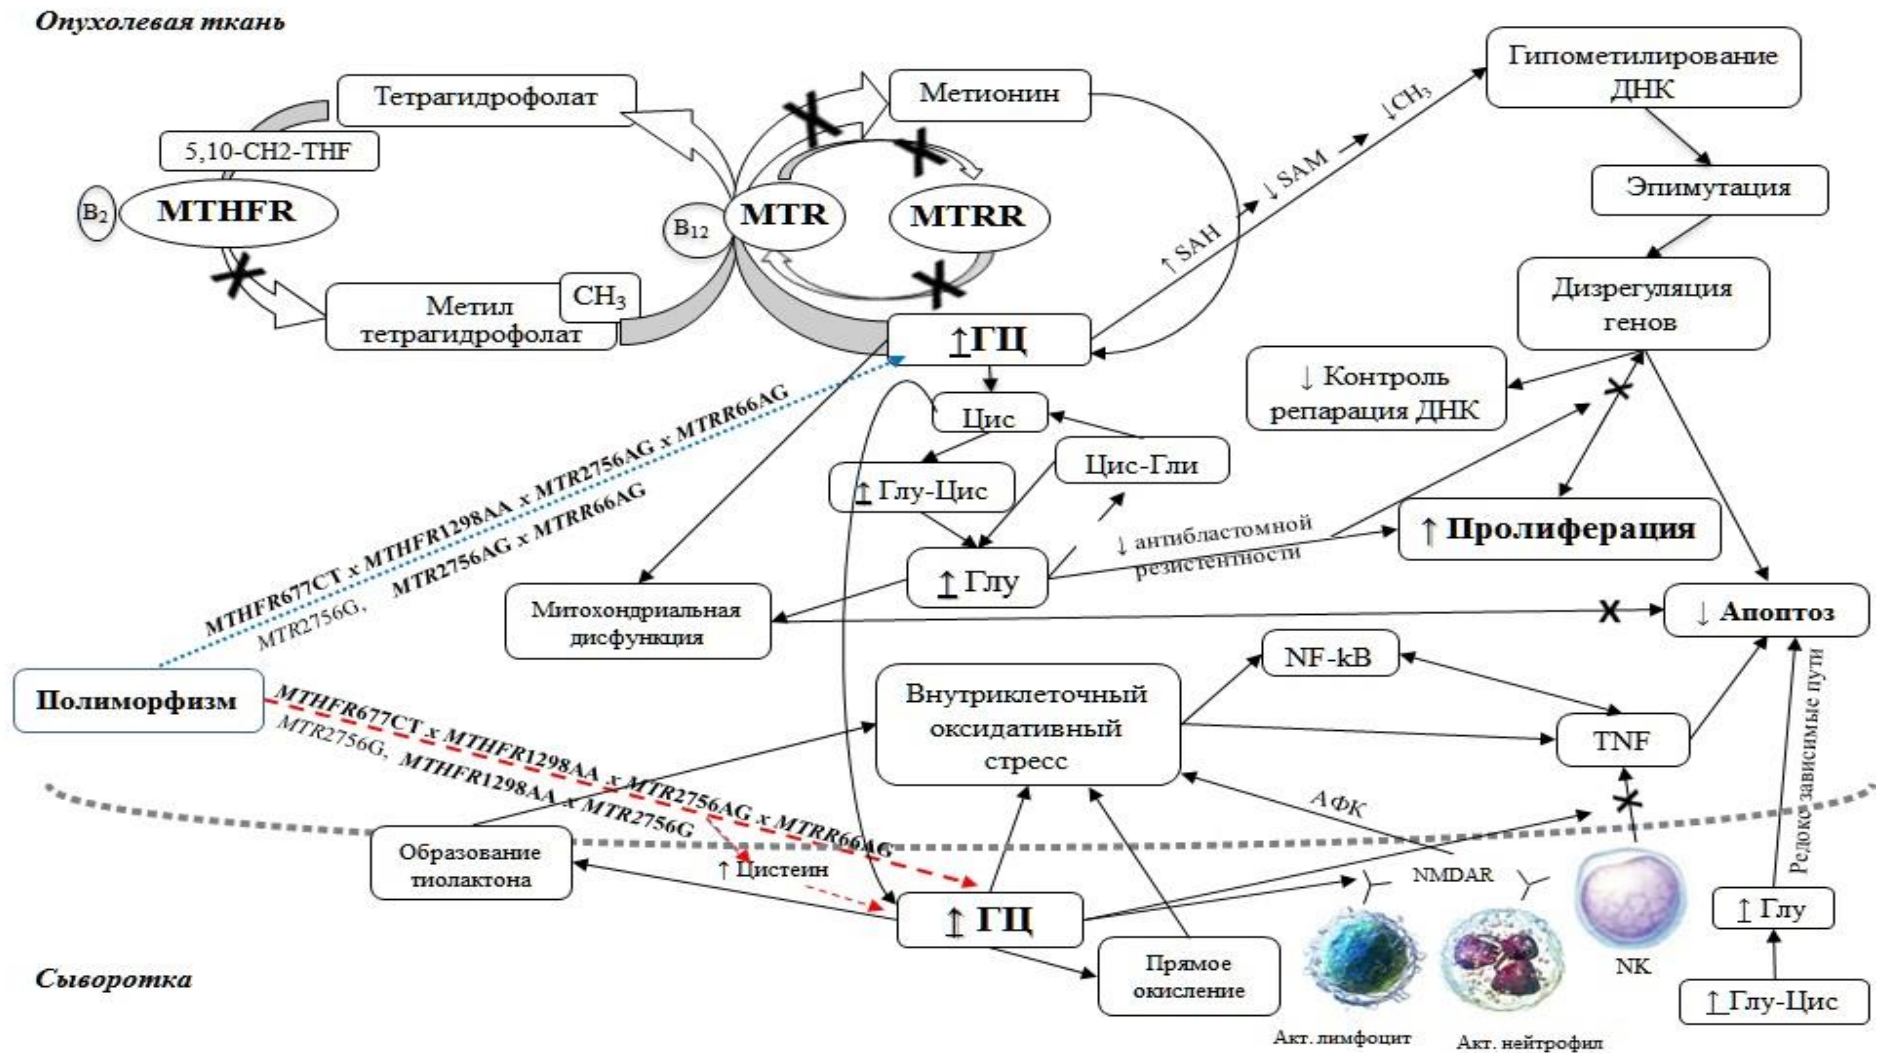 Опухолевая ткань
Тетрагидрофолат
5,10-CH2-THF
B2
MTHFR
Метил
тетрагидрофолат
CH3
B12
MTR
MTRR
Метионин
↑ГЦ
↑ SAH
↓ SAM
↓CH3
Гипометилирование
ДНК
Эпимутация
Дизрегуляция
генов
↓ Контроль
репарация ДНК
Цис
Цис-Гли
↑ Глу-Цис
↑ Глу
↓ антибластомной
резистентности
↑ Пролиферация
↓ Апоптоз
Митохондриальная
дисфункция
MTHFR677CT x MTHFR1298AA x MTR2756AG x MTRR66AG
MTR2756G, MTR2756AG x MTRR66AG
Полиморфизм
MTHFR677CT x MTHFR1298AA x MTR2756AG x MTRR66AG
MTR2756G, MTHFR1298AA x MTR2756G
Внутриклеточный
оксидативный
стресс
NF-kB
TNF
Редокозависимые пути
АФК
Образование
тиолактона
↑ Цистеин
↑ ГЦ
Прямое
окисление
NMDAR
NK
↑ Глу
↑ Глу-Цис
Сыворотка
Акт. лимфоцит
Акт. нейтрофил